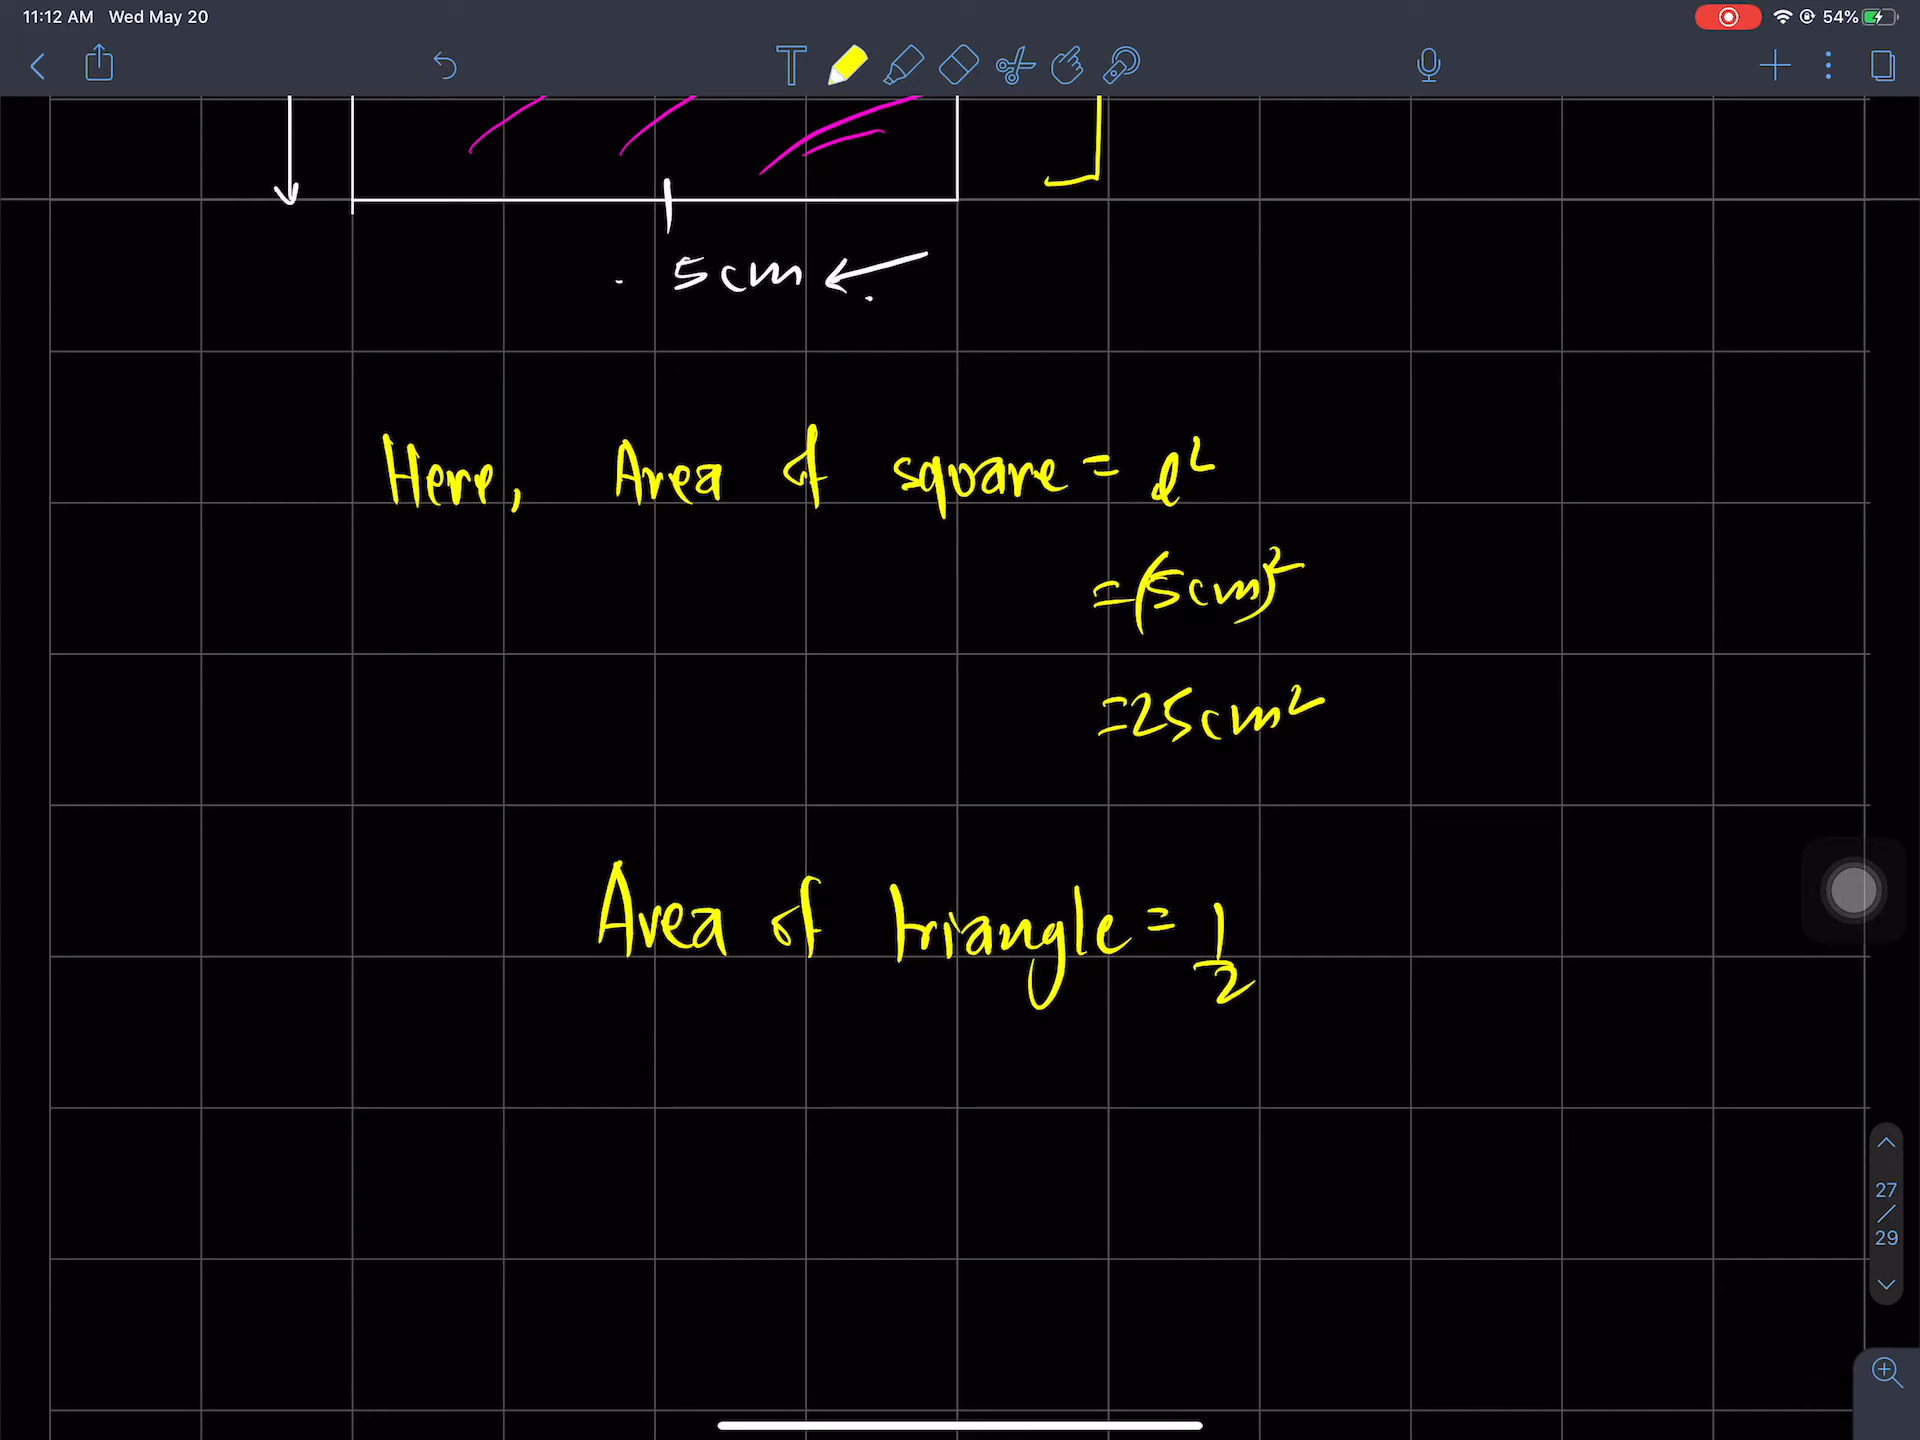 11:12 AM Wed May 20
54%
T
5cm
Here, Area of square = l²
=(5cm)²
=25cm²
Area of triangle = 1/2
27
/
29